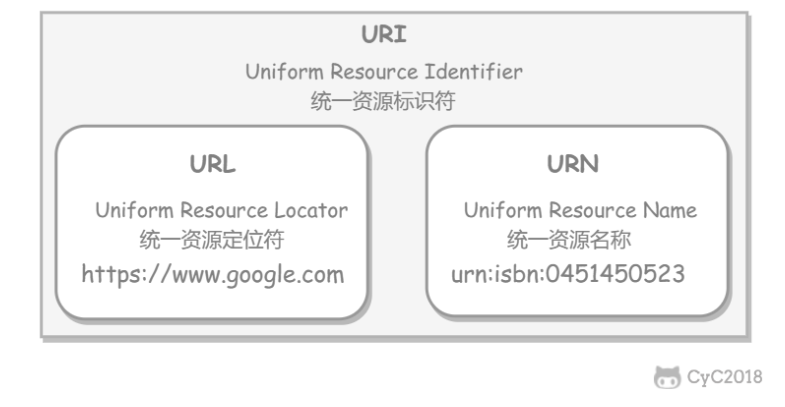 URI
Uniform Resource Identifier
统一资源标识符
URL
Uniform Resource Locator
统一资源定位符
https://www.google.com
URN
Uniform Resource Name
统一资源名称
urn:isbn:0451450523
CyC2018